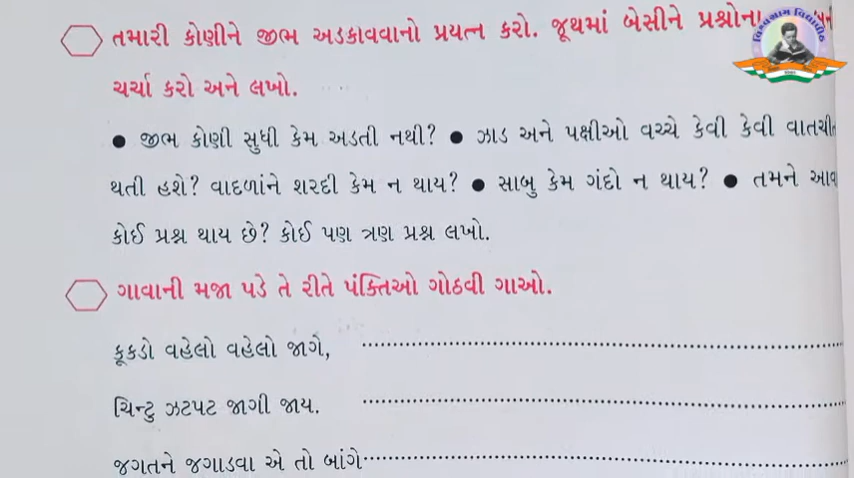 તમારી કોણીને જીભ અડકાવવાનો પ્રયત્ન કરો. જૂથમાં બેસીને પ્રશ્નોના
ચર્ચા કરો અને લખો.
● જીભ કોણી સુધી કેમ અડતી નથી? ● ઝાડ અને પક્ષીઓ વચ્ચે કેવી કેવી વાતચીત
થતી હશે? વાદળાંને શરદી કેમ ન થાય? ● સાબુ કેમ ગંદો ન થાય? ● તમને આવ
કોઈ પ્રશ્ન થાય છે? કોઈ પણ ત્રણ પ્રશ્ન લખો.
ગાવાની મજા પડે તે રીતે પંક્તિઓ ગોઠવી ગાઓ.
કૂકડો વહેલો વહેલો જાગે,
ચિન્ટુ ઝટપટ જાગી જાય.
જગતને જગાડવા એ તો બાંગે